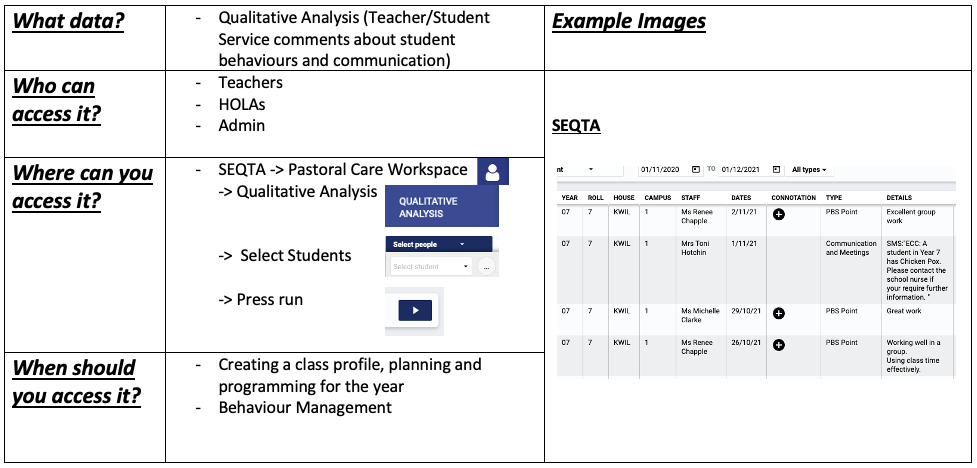 What data?
- Qualitative Analysis (Teacher/Student
Service comments about student
behaviours and communication)
Example Images
Who can
access it?
- Teachers
- HOLAs
- Admin
Where can you
access it?
- SEQTA -> Pastoral Care Workspace
-> Qualitative Analysis
QUALITATIVE
ANALYSIS
-> Select Students
Select people
Select student
...
-> Press run
When should
you access it?
- Creating a class profile, planning and
programming for the year
- Behaviour Management
SEQTA
nt 01/11/2020 TO 01/12/2021 All types
YEAR ROLL HOUSE CAMPUS STAFF DATES CONNOTATION TYPE DETAILS
07 7 KWIL 1 Ms Renee 2/11/21 PBS Point Excellent group
Chapple work
07 7 KWIL 1 Mrs Toni 1/11/21 Communication SMS:"ECC: A
Hotchin and Meetings student in Year 7
has Chicken Pox.
Please contact the
school nurse if
your require further
information. "
07 7 KWIL 1 Ms Michelle 29/10/21 PBS Point Great work
Clarke
07 7 KWIL 1 Ms Renee 26/10/21 PBS Point Working well in a
Chapple group.
Using class time
effectively.